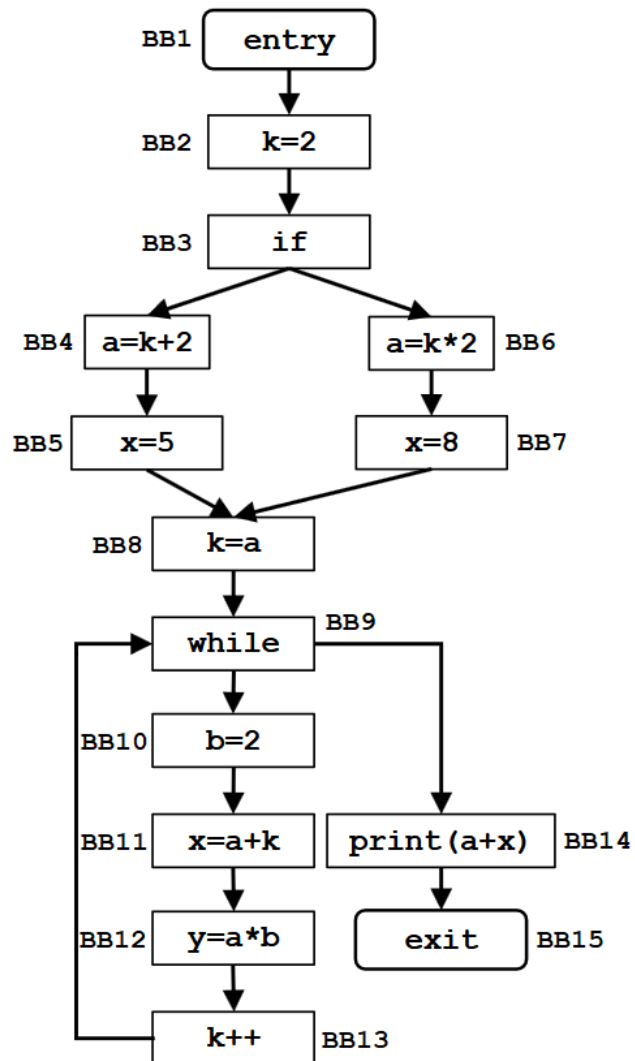 BB1 entry
BB2 k=2
BB3 if
BB4 a=k+2 a=k*2 BB6
BB5 x=5 x=8 BB7
BB8 k=a
while BB9
BB10 b=2
BB11 x=a+k print(a+x) BB14
BB12 y=a*b exit BB15
k++ BB13